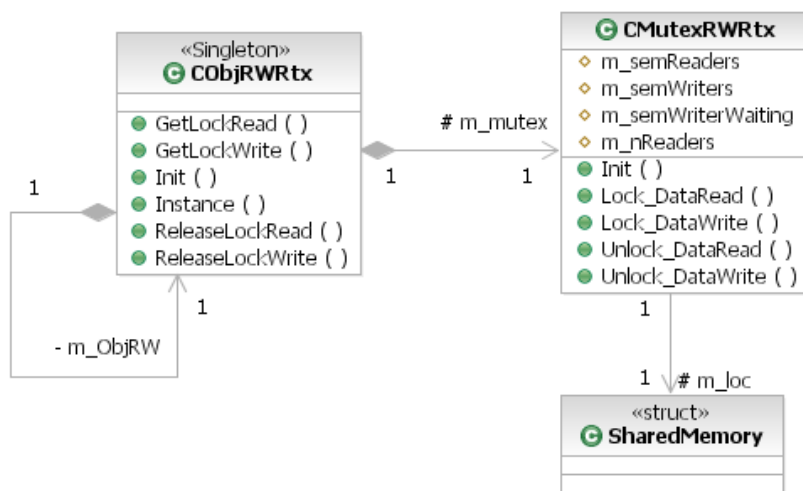 «Singleton»
C CObjRWRtx
GetLockRead ( )
GetLockWrite ( )
Init ( )
Instance ( )
ReleaseLockRead ( )
ReleaseLockWrite ( )
1
1
- m_ObjRW
# m_mutex
1
1
C CMutexRWRtx
m_semReaders
m_semWriters
m_semWriterWaiting
m_nReaders
Init ( )
Lock_DataRead ( )
Lock_DataWrite ( )
Unlock_DataRead ( )
Unlock_DataWrite ( )
1
1 # m_loc
«struct»
C SharedMemory